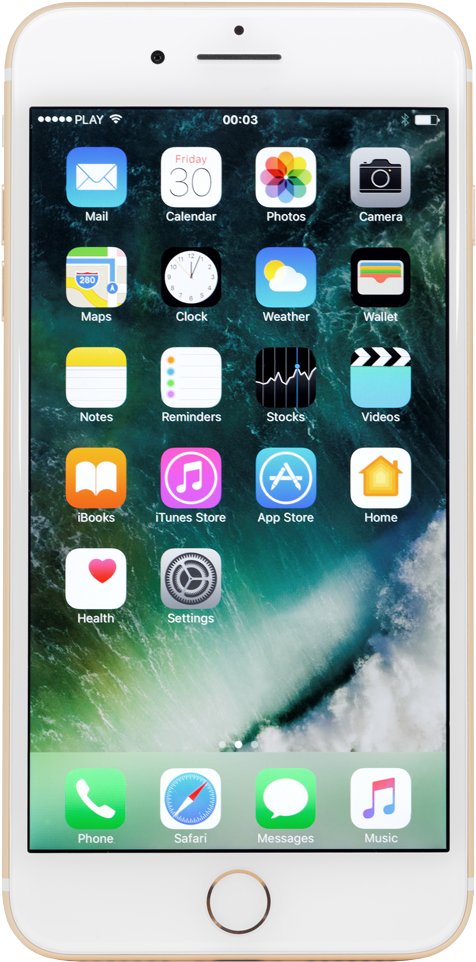 PLAY 00:03
Friday
30
Mail Calendar Photos Camera
280
Maps Clock Weather Wallet
Notes Reminders Stocks Videos
iBooks iTunes Store App Store Home
Health Settings
Phone Safari Messages Music